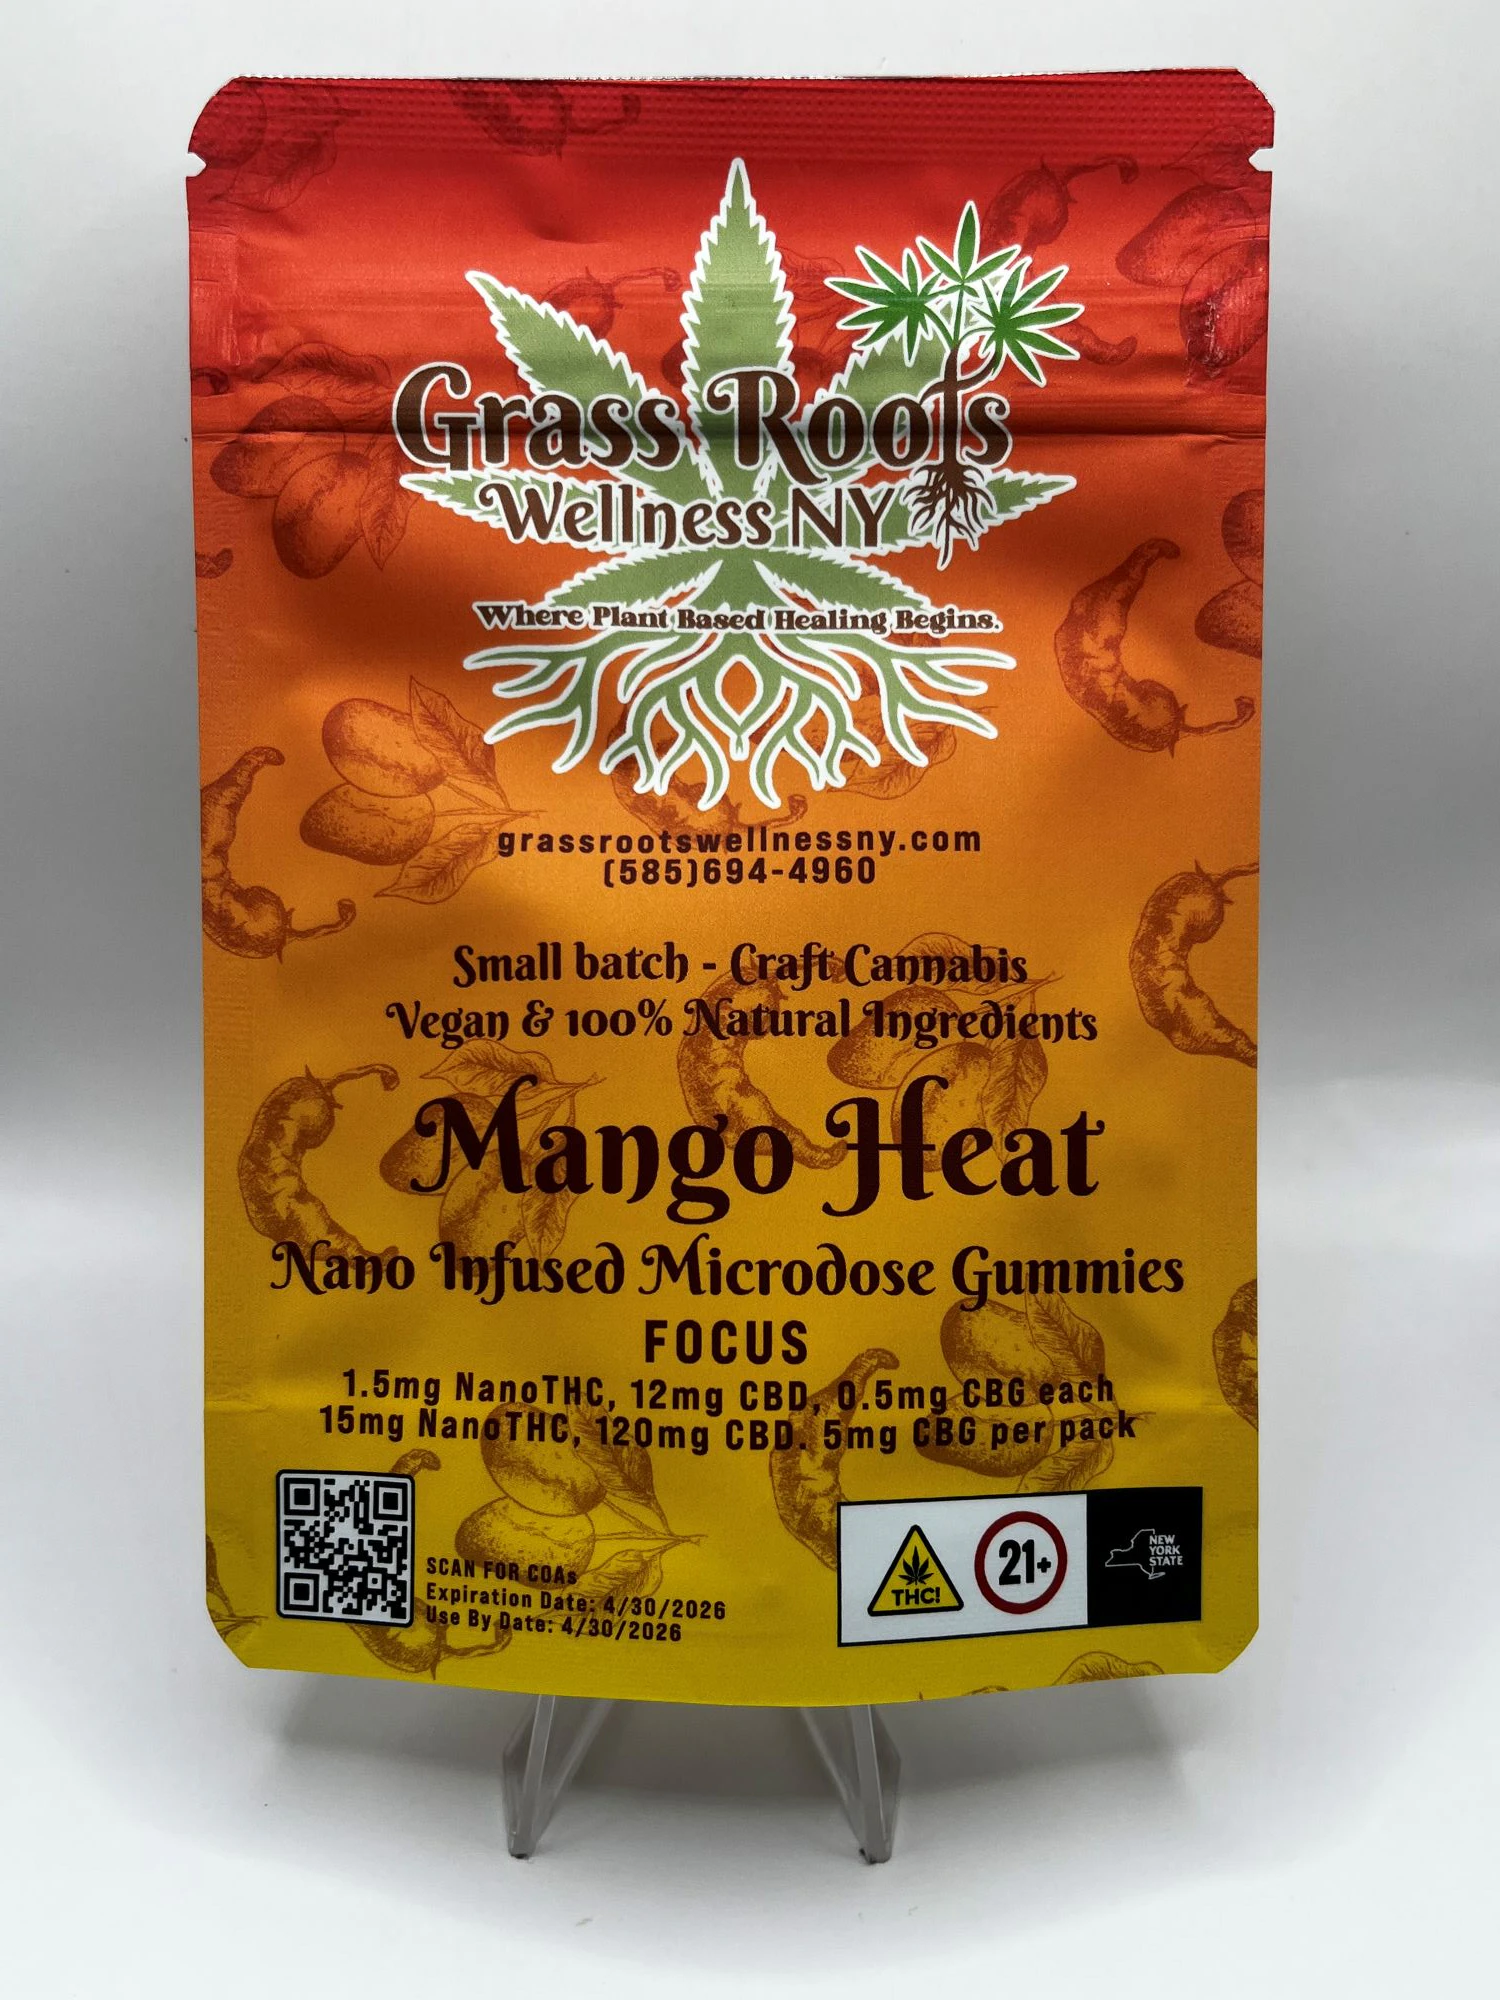 Grass Roots
Wellness NY
Where Plant Based Healing Begins.
grassrootswellnessny.com
(585)694-4960
Small batch - Craft Cannabis
Vegan & 100% Natural Ingredients
Mango Heat
Nano Infused Microdose Gummies
FOCUS
1.5mg NanoTHC, 12mg CBD, 0.5mg CBG each
15mg NanoTHC, 120mg CBD. 5mg CBG per pack
SCAN FOR COAs
Expiration Date: 4/30/2026
Use By Date: 4/30/2026
THC!
21+
NEW
YORK
STATE